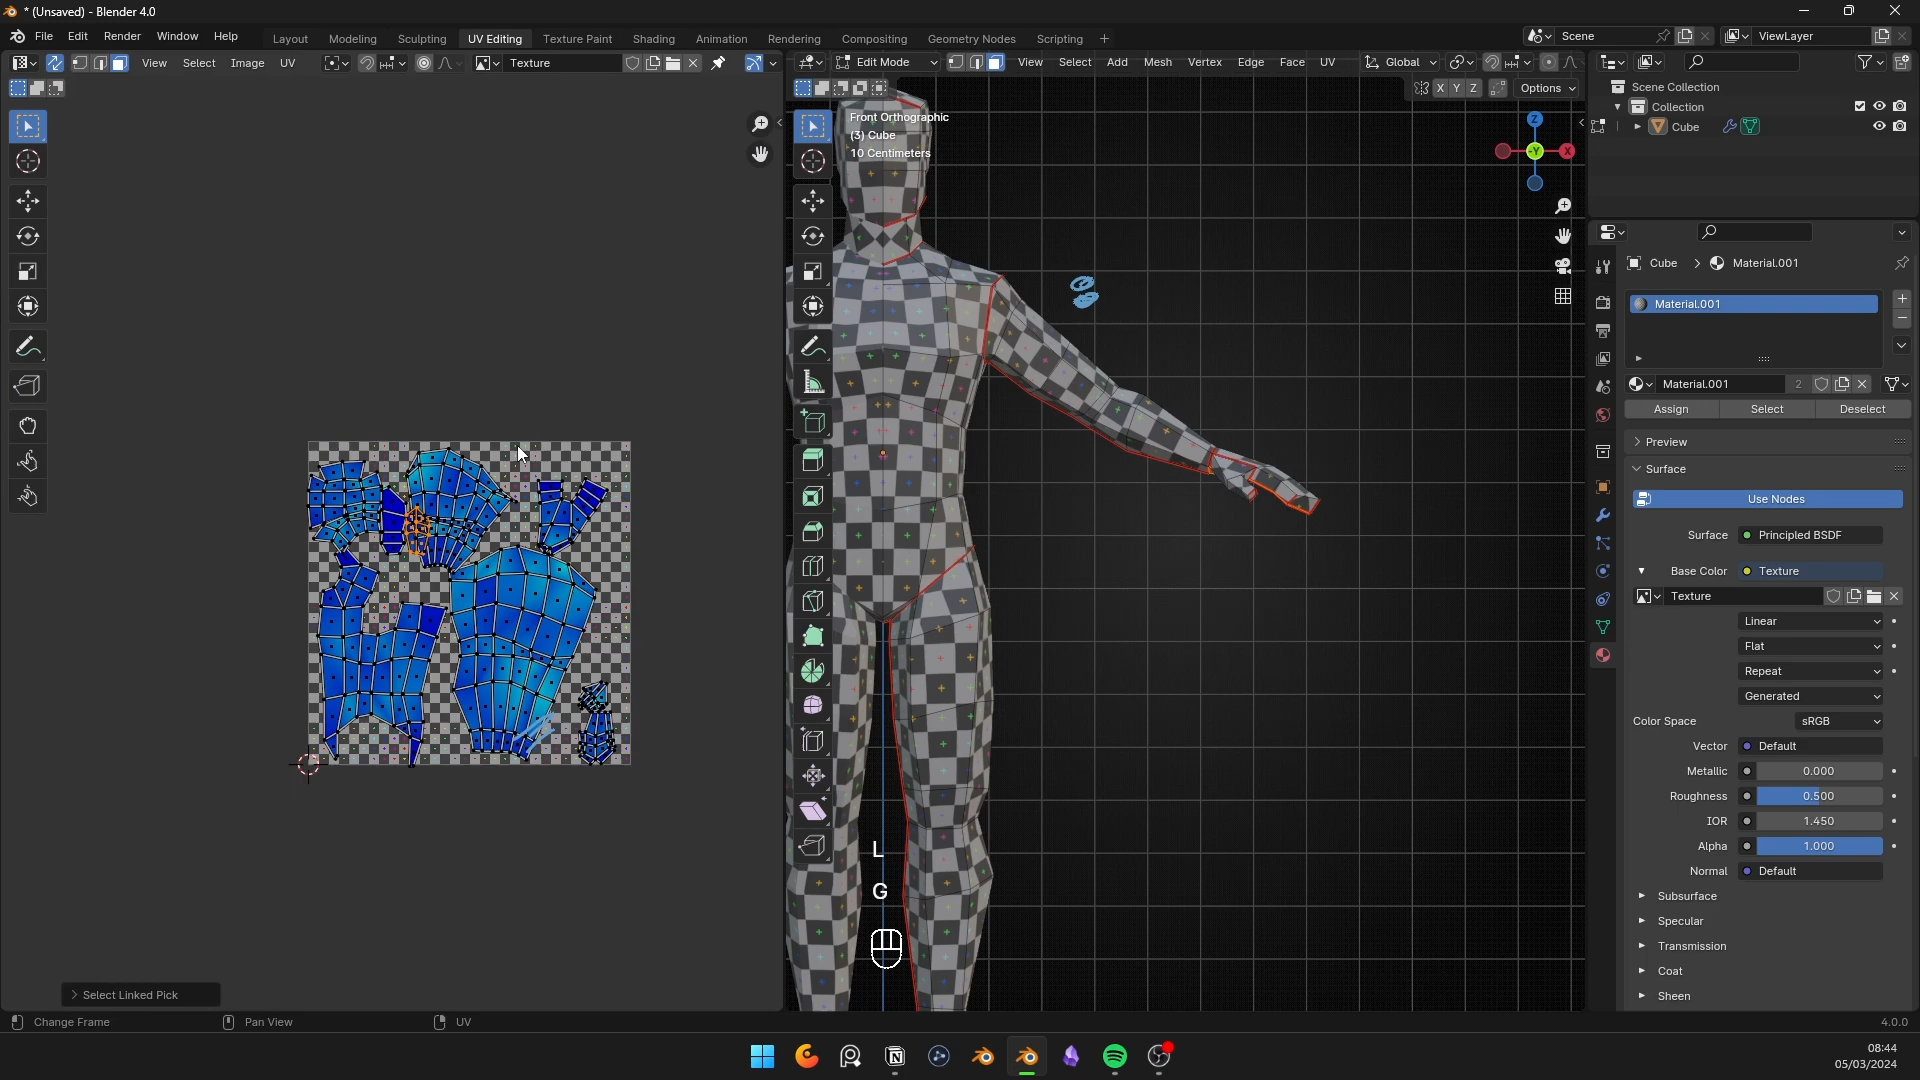 * (Unsaved) - Blender 4.0
File Edit Render Window Help
Layout Modeling Sculpting UV Editing Texture Paint Shading Animation Rendering Compositing Geometry Nodes Scripting +
Scene
ViewLayer
View Select Image UV
Texture
Edit Mode
View Select Add Mesh Vertex Edge Face UV
Global
X Y Z
Options
Front Orthographic
(3) Cube
10 Centimeters
Z
-Y
X
L
G
Select Linked Pick
Scene Collection
Collection
Cube
Cube > Material.001
Material.001
Material.001 2
Assign Select Deselect
Preview
Surface
Use Nodes
Surface Principled BSDF
Base Color Texture
Texture
Linear
Flat
Repeat
Generated
Color Space sRGB
Vector Default
Metallic 0.000
Roughness 0.500
IOR 1.450
Alpha 1.000
Normal Default
Subsurface
Specular
Transmission
Coat
Sheen
Change Frame Pan View UV
4.0.0
08:44
05/03/2024